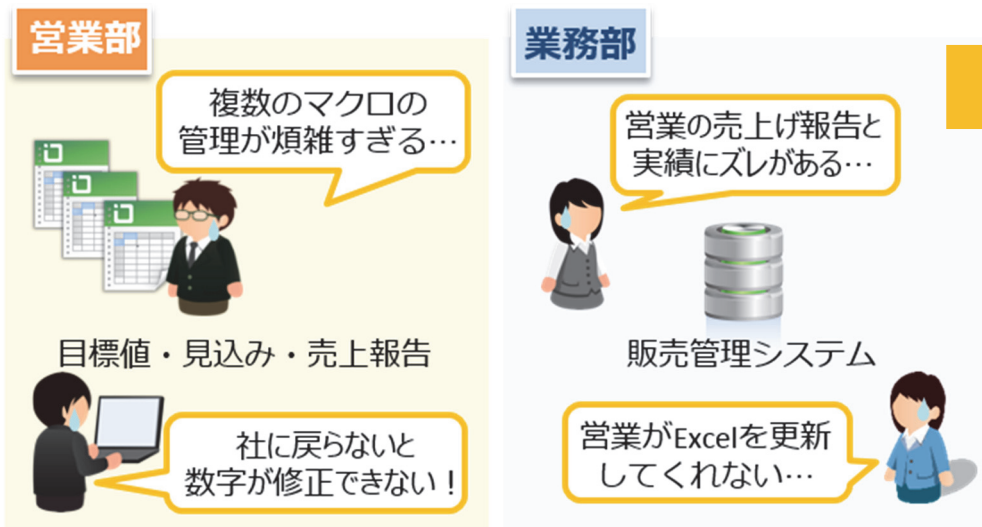 営業部
複数のマクロの
管理が煩雑すぎる…
目標値・見込み・売上報告
社に戻らないと
数字が修正できない！
業務部
営業の売上げ報告と
実績にズレがある…
販売管理システム
営業がExcelを更新
してくれない…